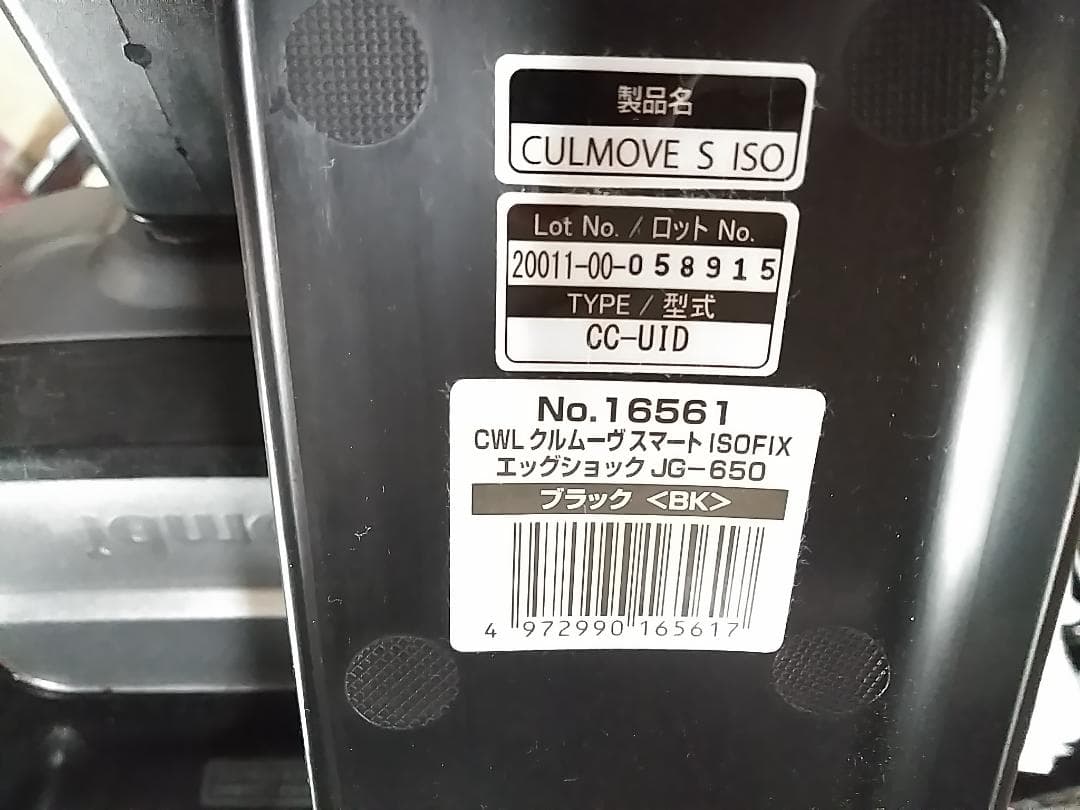 製品名
CULMOVE S ISO
Lot No. / ロット No.
20011-00-058915
TYPE / 型式
CC-UID
No.16561
CWL クルムーヴ スマート ISOFIX
エッグショック JG-650
ブラック <BK>
4 972990 165617